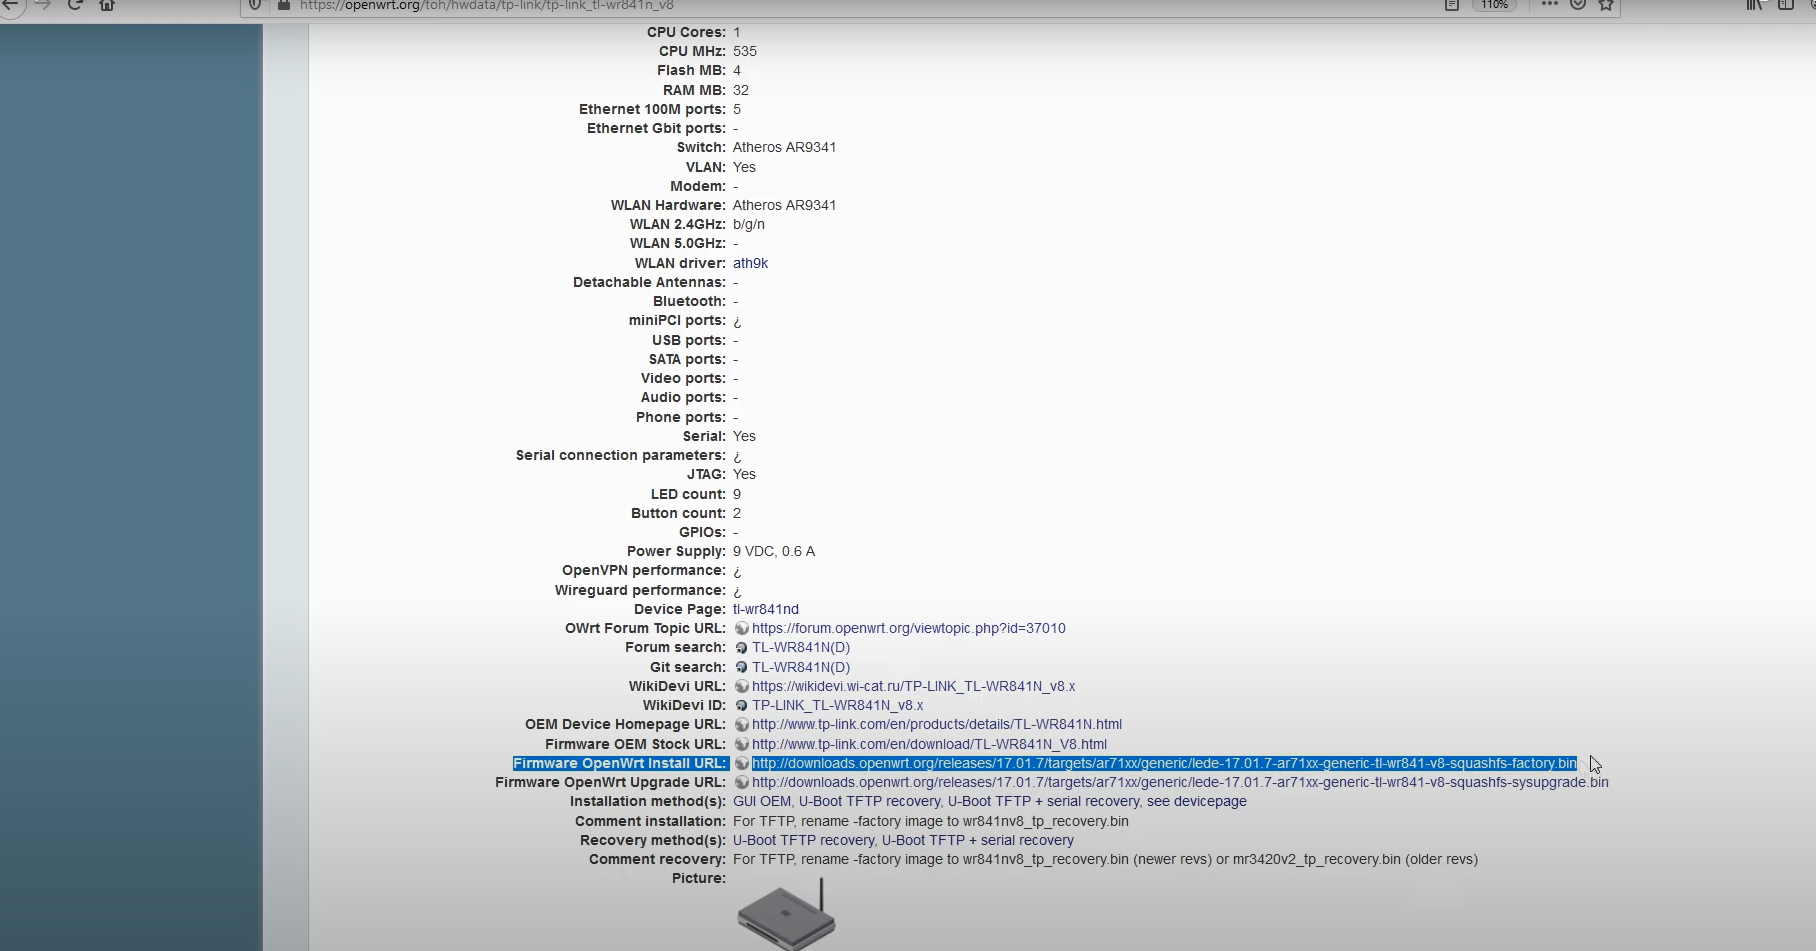 https://openwrt.org/toh/hwdata/tp-link/tp-link_tl-wr841n_v8
110%
CPU Cores: 1
CPU MHz: 535
Flash MB: 4
RAM MB: 32
Ethernet 100M ports: 5
Ethernet Gbit ports: -
Switch: Atheros AR9341
VLAN: Yes
Modem: -
WLAN Hardware: Atheros AR9341
WLAN 2.4GHz: b/g/n
WLAN 5.0GHz: -
WLAN driver: ath9k
Detachable Antennas: -
Bluetooth: -
miniPCI ports: ¿
USB ports: -
SATA ports: -
Video ports: -
Audio ports: -
Phone ports: -
Serial: Yes
Serial connection parameters: ¿
JTAG: Yes
LED count: 9
Button count: 2
GPIOs: -
Power Supply: 9 VDC, 0.6 A
OpenVPN performance: ¿
Wireguard performance: ¿
Device Page: tl-wr841nd
OWrt Forum Topic URL: https://forum.openwrt.org/viewtopic.php?id=37010
Forum search: TL-WR841N(D)
Git search: TL-WR841N(D)
WikiDevi URL: https://wikidevi.wi-cat.ru/TP-LINK_TL-WR841N_v8.x
WikiDevi ID: TP-LINK_TL-WR841N_v8.x
OEM Device Homepage URL: http://www.tp-link.com/en/products/details/TL-WR841N.html
Firmware OEM Stock URL: http://www.tp-link.com/en/download/TL-WR841N_V8.html
Firmware OpenWrt Install URL: http://downloads.openwrt.org/releases/17.01.7/targets/ar71xx/generic/lede-17.01.7-ar71xx-generic-tl-wr841-v8-squashfs-factory.bin
Firmware OpenWrt Upgrade URL: http://downloads.openwrt.org/releases/17.01.7/targets/ar71xx/generic/lede-17.01.7-ar71xx-generic-tl-wr841-v8-squashfs-sysupgrade.bin
Installation method(s): GUI OEM, U-Boot TFTP recovery, U-Boot TFTP + serial recovery, see devicepage
Comment installation: For TFTP, rename -factory image to wr841nv8_tp_recovery.bin
Recovery method(s): U-Boot TFTP recovery, U-Boot TFTP + serial recovery
Comment recovery: For TFTP, rename -factory image to wr841nv8_tp_recovery.bin (newer revs) or mr3420v2_tp_recovery.bin (older revs)
Picture: